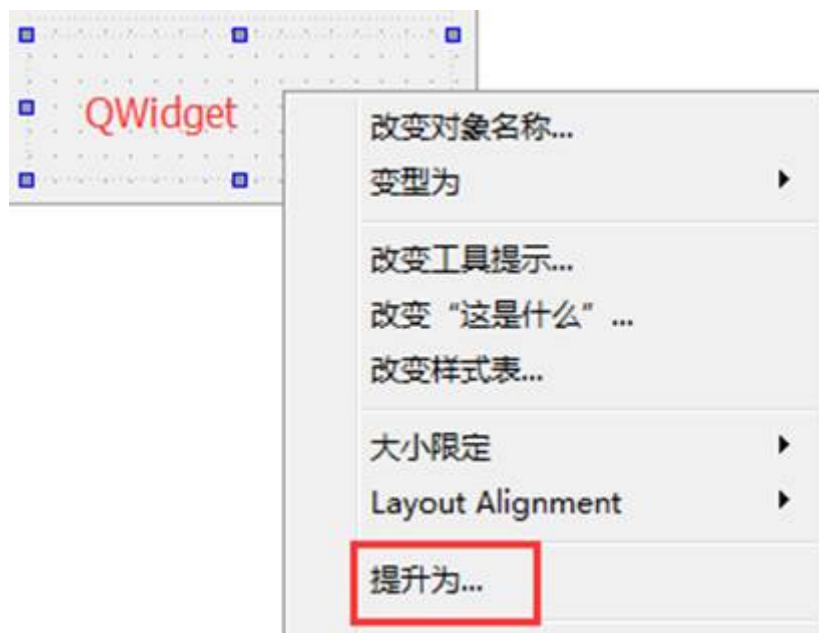 QWidget
改变对象名称...
变型为
改变工具提示...
改变“这是什么”...
改变样式表...
大小限定
Layout Alignment
提升为...